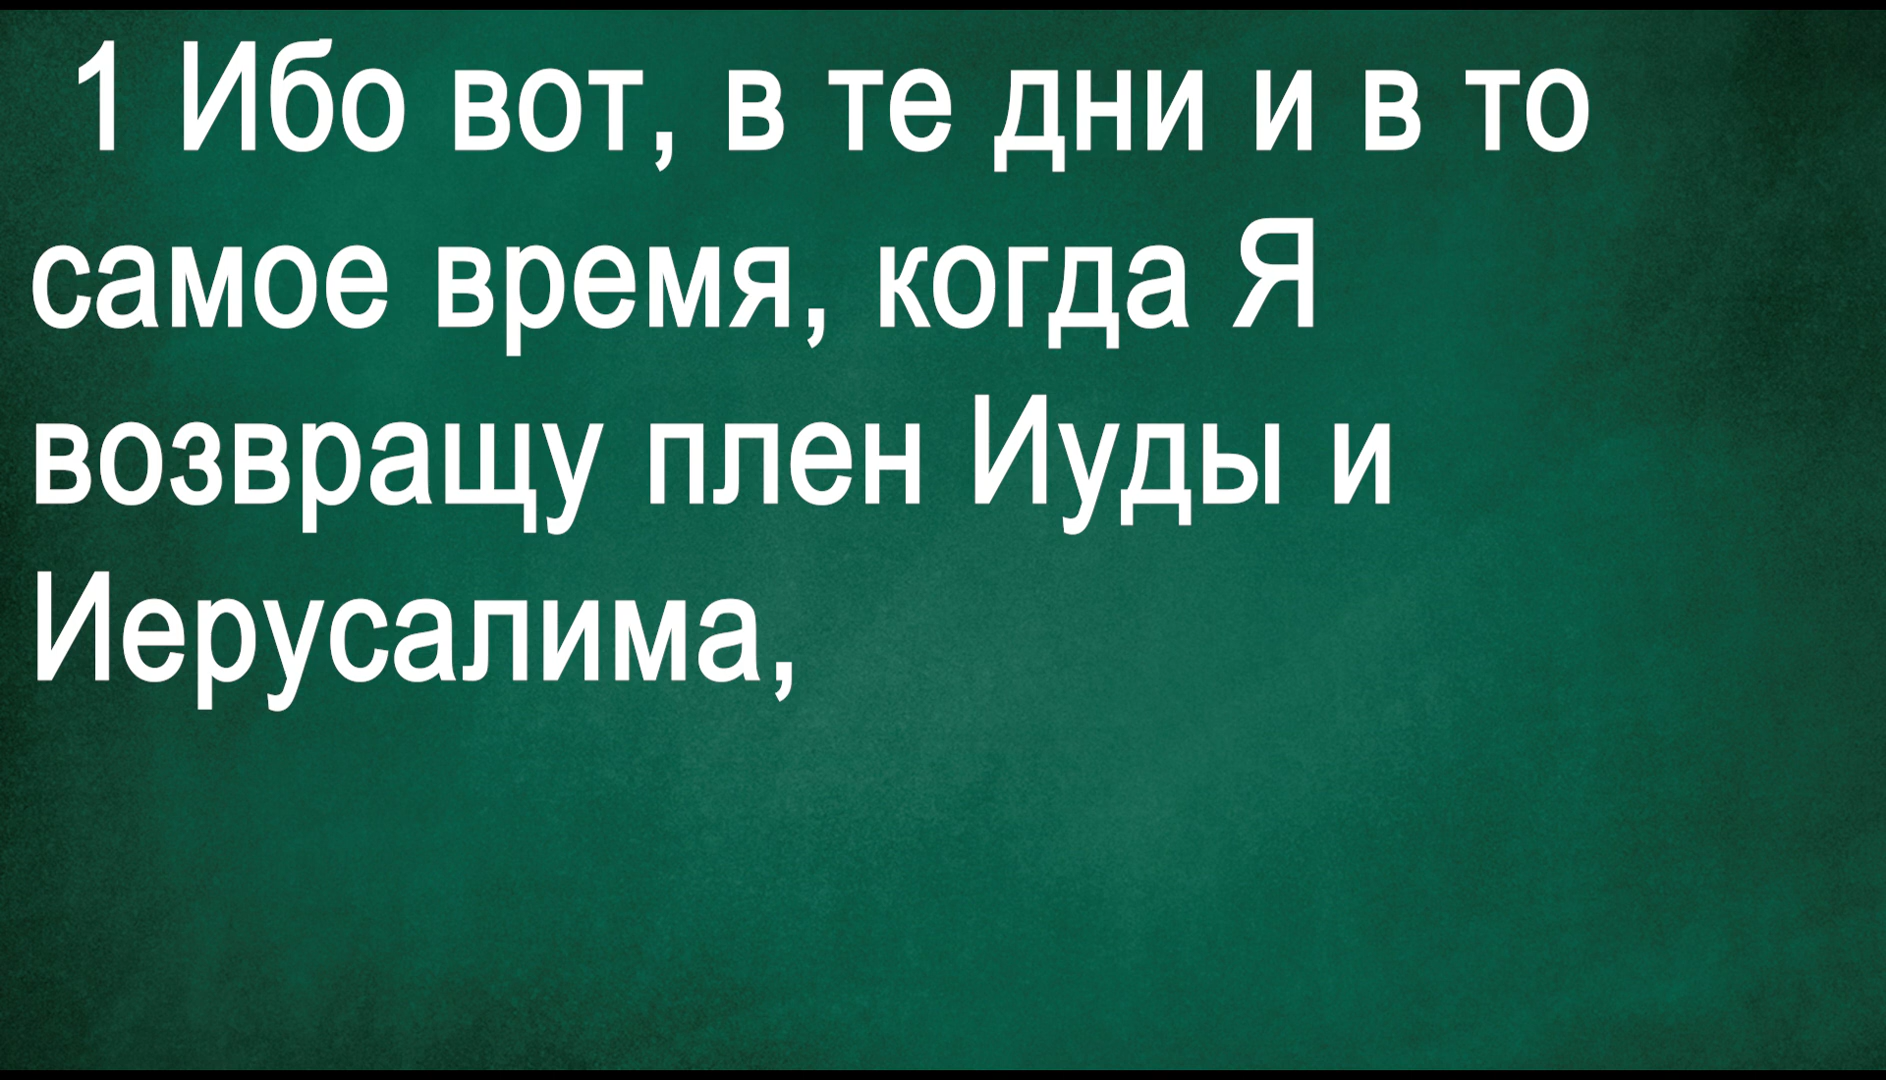 1 Ибо вот, в те дни и в то
самое время, когда Я
возвращу плен Иуды и
Иерусалима,